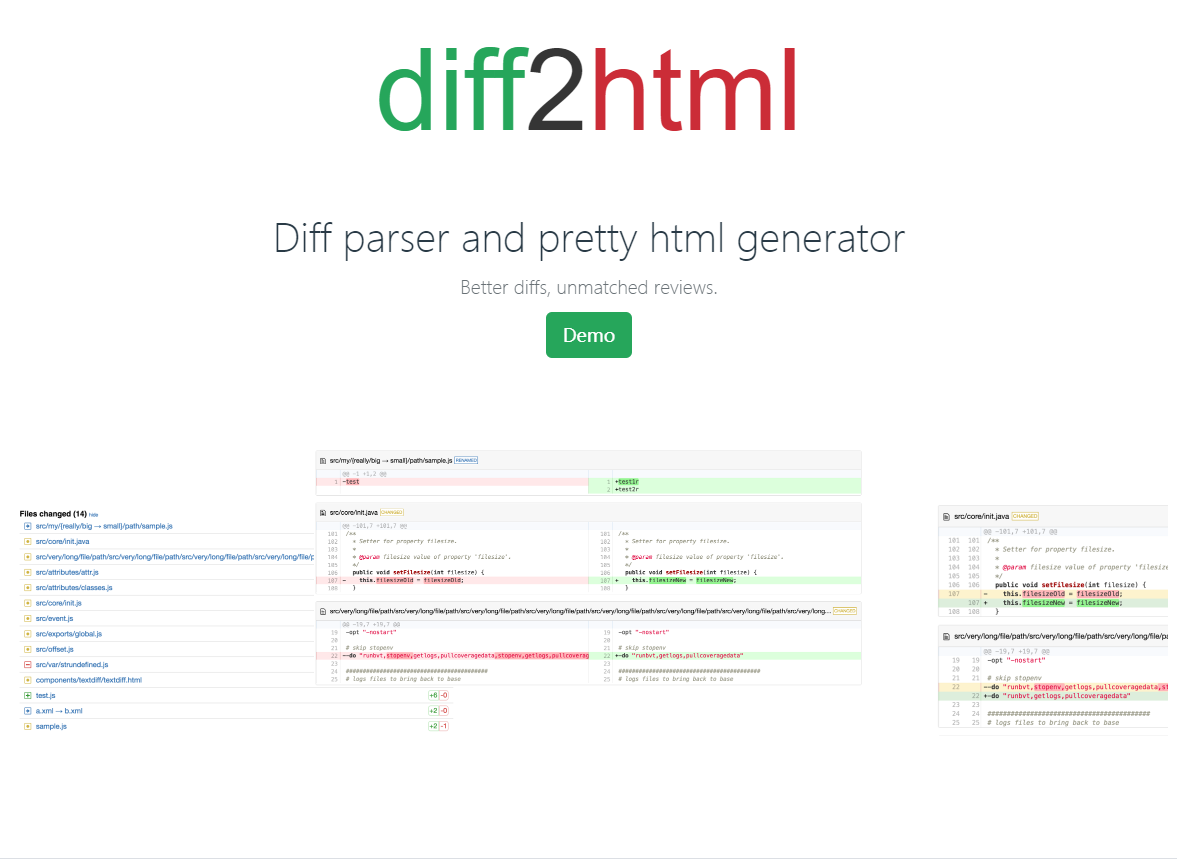 diff2html
Diff parser and pretty html generator
Better diffs, unmatched reviews.
Demo
Files changed (14) hide
src/my/{really/big → small}/path/sample.js
src/core/init.java
src/very/long/file/path/src/very/long/file/path/src/very/long/file/path/src/very/long/file/p
src/attributes/attr.js
src/attributes/classes.js
src/core/init.js
src/event.js
src/exports/global.js
src/offset.js
src/var/strundefined.js
components/textdiff/textdiff.html
test.js +6 -0
a.xml → b.xml +2 -0
sample.js +2 -1
src/my/{really/big → small}/path/sample.js RENAMED
@@ -1 +1,2 @@
1 -test
1 +test1r
2 +test2r
src/core/init.java CHANGED
@@ -101,7 +101,7 @@
101 /**
102 * Setter for property filesize.
103 *
104 * @param filesize value of property 'filesize'.
105 */
106 public void setFilesize(int filesize) {
107 - this.filesizeOld = filesizeOld;
108 }
101 /**
102 * Setter for property filesize.
103 *
104 * @param filesize value of property 'filesize'.
105 */
106 public void setFilesize(int filesize) {
107 + this.filesizeNew = filesizeNew;
108 }
src/very/long/file/path/src/very/long/file/path/src/very/long/file/path/src/very/long/file/path/src/very/long/file/path/src/very/long/file/path/src/very/long... CHANGED
@@ -19,7 +19,7 @@
19 -opt "-nostart"
20
21 # skip stopenv
22 --do "runbvt,stopenv,getlogs,pullcoveragedata,stopenv,getlogs,pullcoverag
23
24 #########################################
25 # logs files to bring back to base
19 -opt "-nostart"
20
21 # skip stopenv
22 +-do "runbvt,getlogs,pullcoveragedata"
23
24 #########################################
25 # logs files to bring back to base
src/core/init.java CHANGED
@@ -101,7 +101,7 @@
101 101 /**
102 102 * Setter for property filesize.
103 103 *
104 104 * @param filesize value of property 'filesize
105 105 */
106 106 public void setFilesize(int filesize) {
107 - this.filesizeOld = filesizeOld;
107 + this.filesizeNew = filesizeNew;
108 108 }
src/very/long/file/path/src/very/long/file/path/src/very/long/file/pa
@@ -19,7 +19,7 @@
19 19 -opt "-nostart"
20 20
21 21 # skip stopenv
22 --do "runbvt,stopenv,getlogs,pullcoveragedata,st
22 +-do "runbvt,getlogs,pullcoveragedata"
23 23
24 24 #########################################
25 25 # logs files to bring back to base